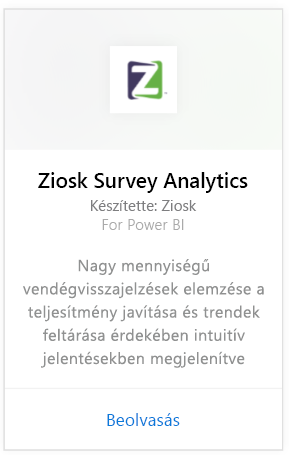 Z
Ziosk Survey Analytics
Készítette: Ziosk
For Power BI
Nagy mennyiségű
vendégvisszajelzések elemzése a
teljesítmény javítása és trendek
feltárása érdekében intuitív
jelentésekben megjelenítve
Beolvasás